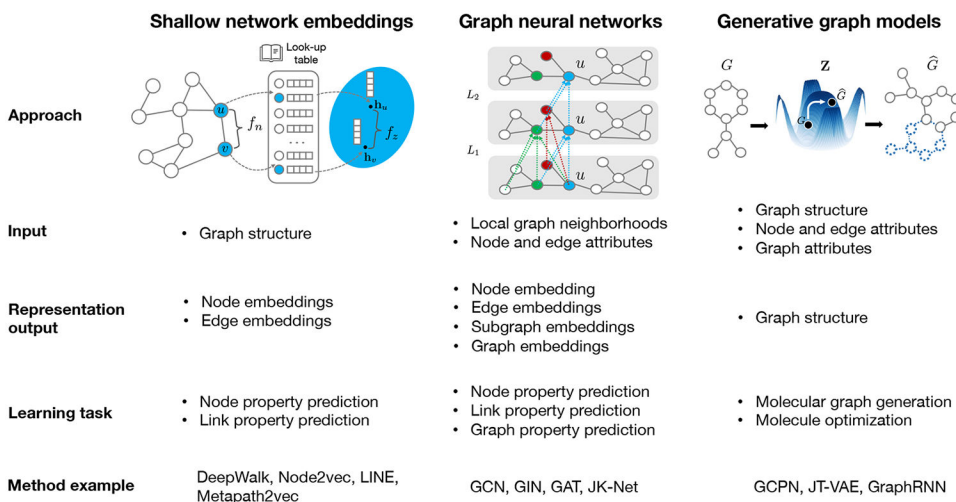 Shallow network embeddings
Graph neural networks
Generative graph models
Approach
Look-up
table
u
v
f_n
...
h_u
h_v
f_z
u
L_2
u
L_1
u
G
Z
Ĝ
G
Ĝ
Input
• Graph structure
• Local graph neighborhoods
• Node and edge attributes
• Graph structure
• Node and edge attributes
• Graph attributes
Representation
output
• Node embeddings
• Edge embeddings
• Node embedding
• Edge embeddings
• Subgraph embeddings
• Graph embeddings
• Graph structure
Learning task
• Node property prediction
• Link property prediction
• Node property prediction
• Link property prediction
• Graph property prediction
• Molecular graph generation
• Molecule optimization
Method example
DeepWalk, Node2vec, LINE,
Metapath2vec
GCN, GIN, GAT, JK-Net
GCPN, JT-VAE, GraphRNN